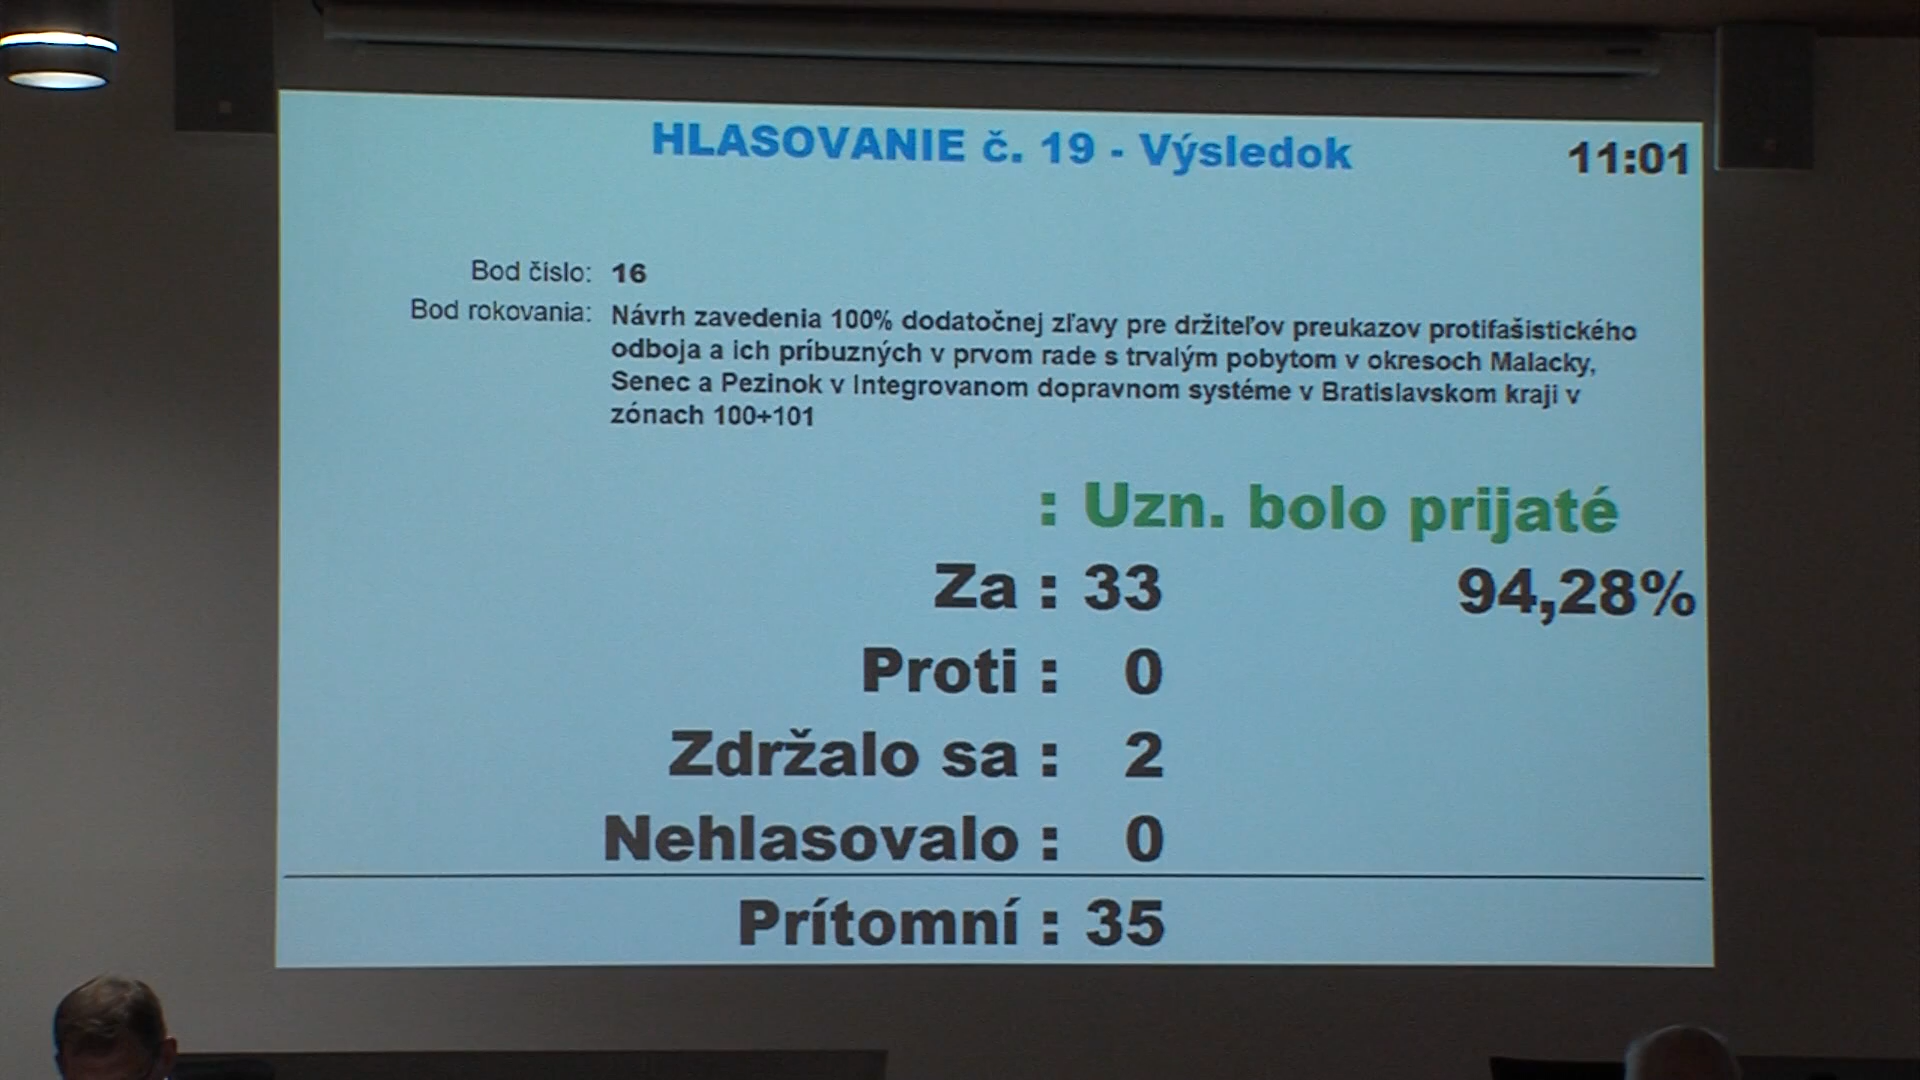 HLASOVANIE č. 19 - Výsledok
11:01
Bod číslo: 16
Bod rokovania: Návrh zavedenia 100% dodatočnej zľavy pre držiteľov preukazov protifašistického
odboja a ich príbuzných v prvom rade s trvalým pobytom v okresoch Malacky,
Senec a Pezinok v Integrovanom dopravnom systéme v Bratislavskom kraji v
zónach 100+101
: Uzn. bolo prijaté
Za : 33 94,28%
Proti : 0
Zdržalo sa : 2
Nehlasovalo : 0
Prítomní : 35